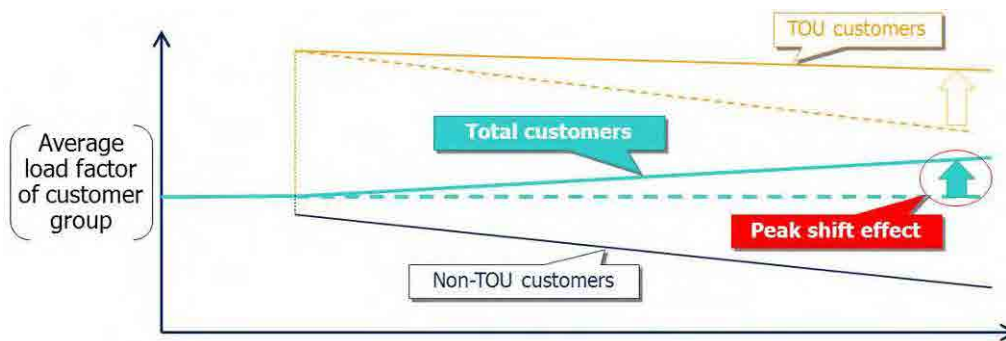 TOU customers
Total customers
Average
load factor
of customer
group
Peak shift effect
Non-TOU customers